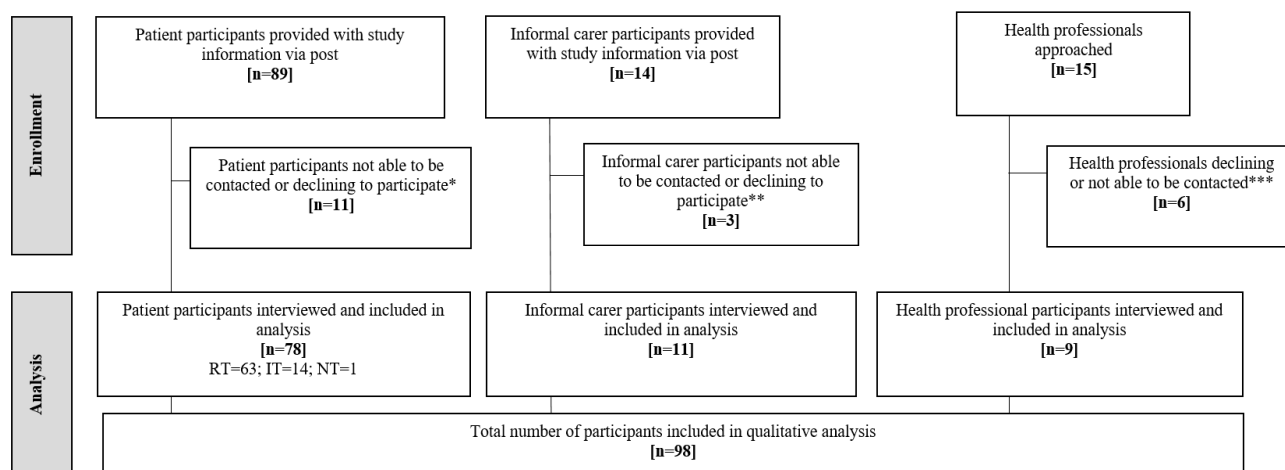 Enrollment
Patient participants provided with study
information via post
[n=89]
Informal carer participants provided
with study information via post
[n=14]
Health professionals
approached
[n=15]
Patient participants not able to be
contacted or declining to participate*
[n=11]
Informal carer participants not able
to be contacted or declining to
participate**
[n=3]
Health professionals declining
or not able to be contacted***
[n=6]
Analysis
Patient participants interviewed and included in
analysis
[n=78]
RT=63; IT=14; NT=1
Informal carer participants interviewed and
included in analysis
[n=11]
Health professional participants interviewed and
included in analysis
[n=9]
Total number of participants included in qualitative analysis
[n=98]